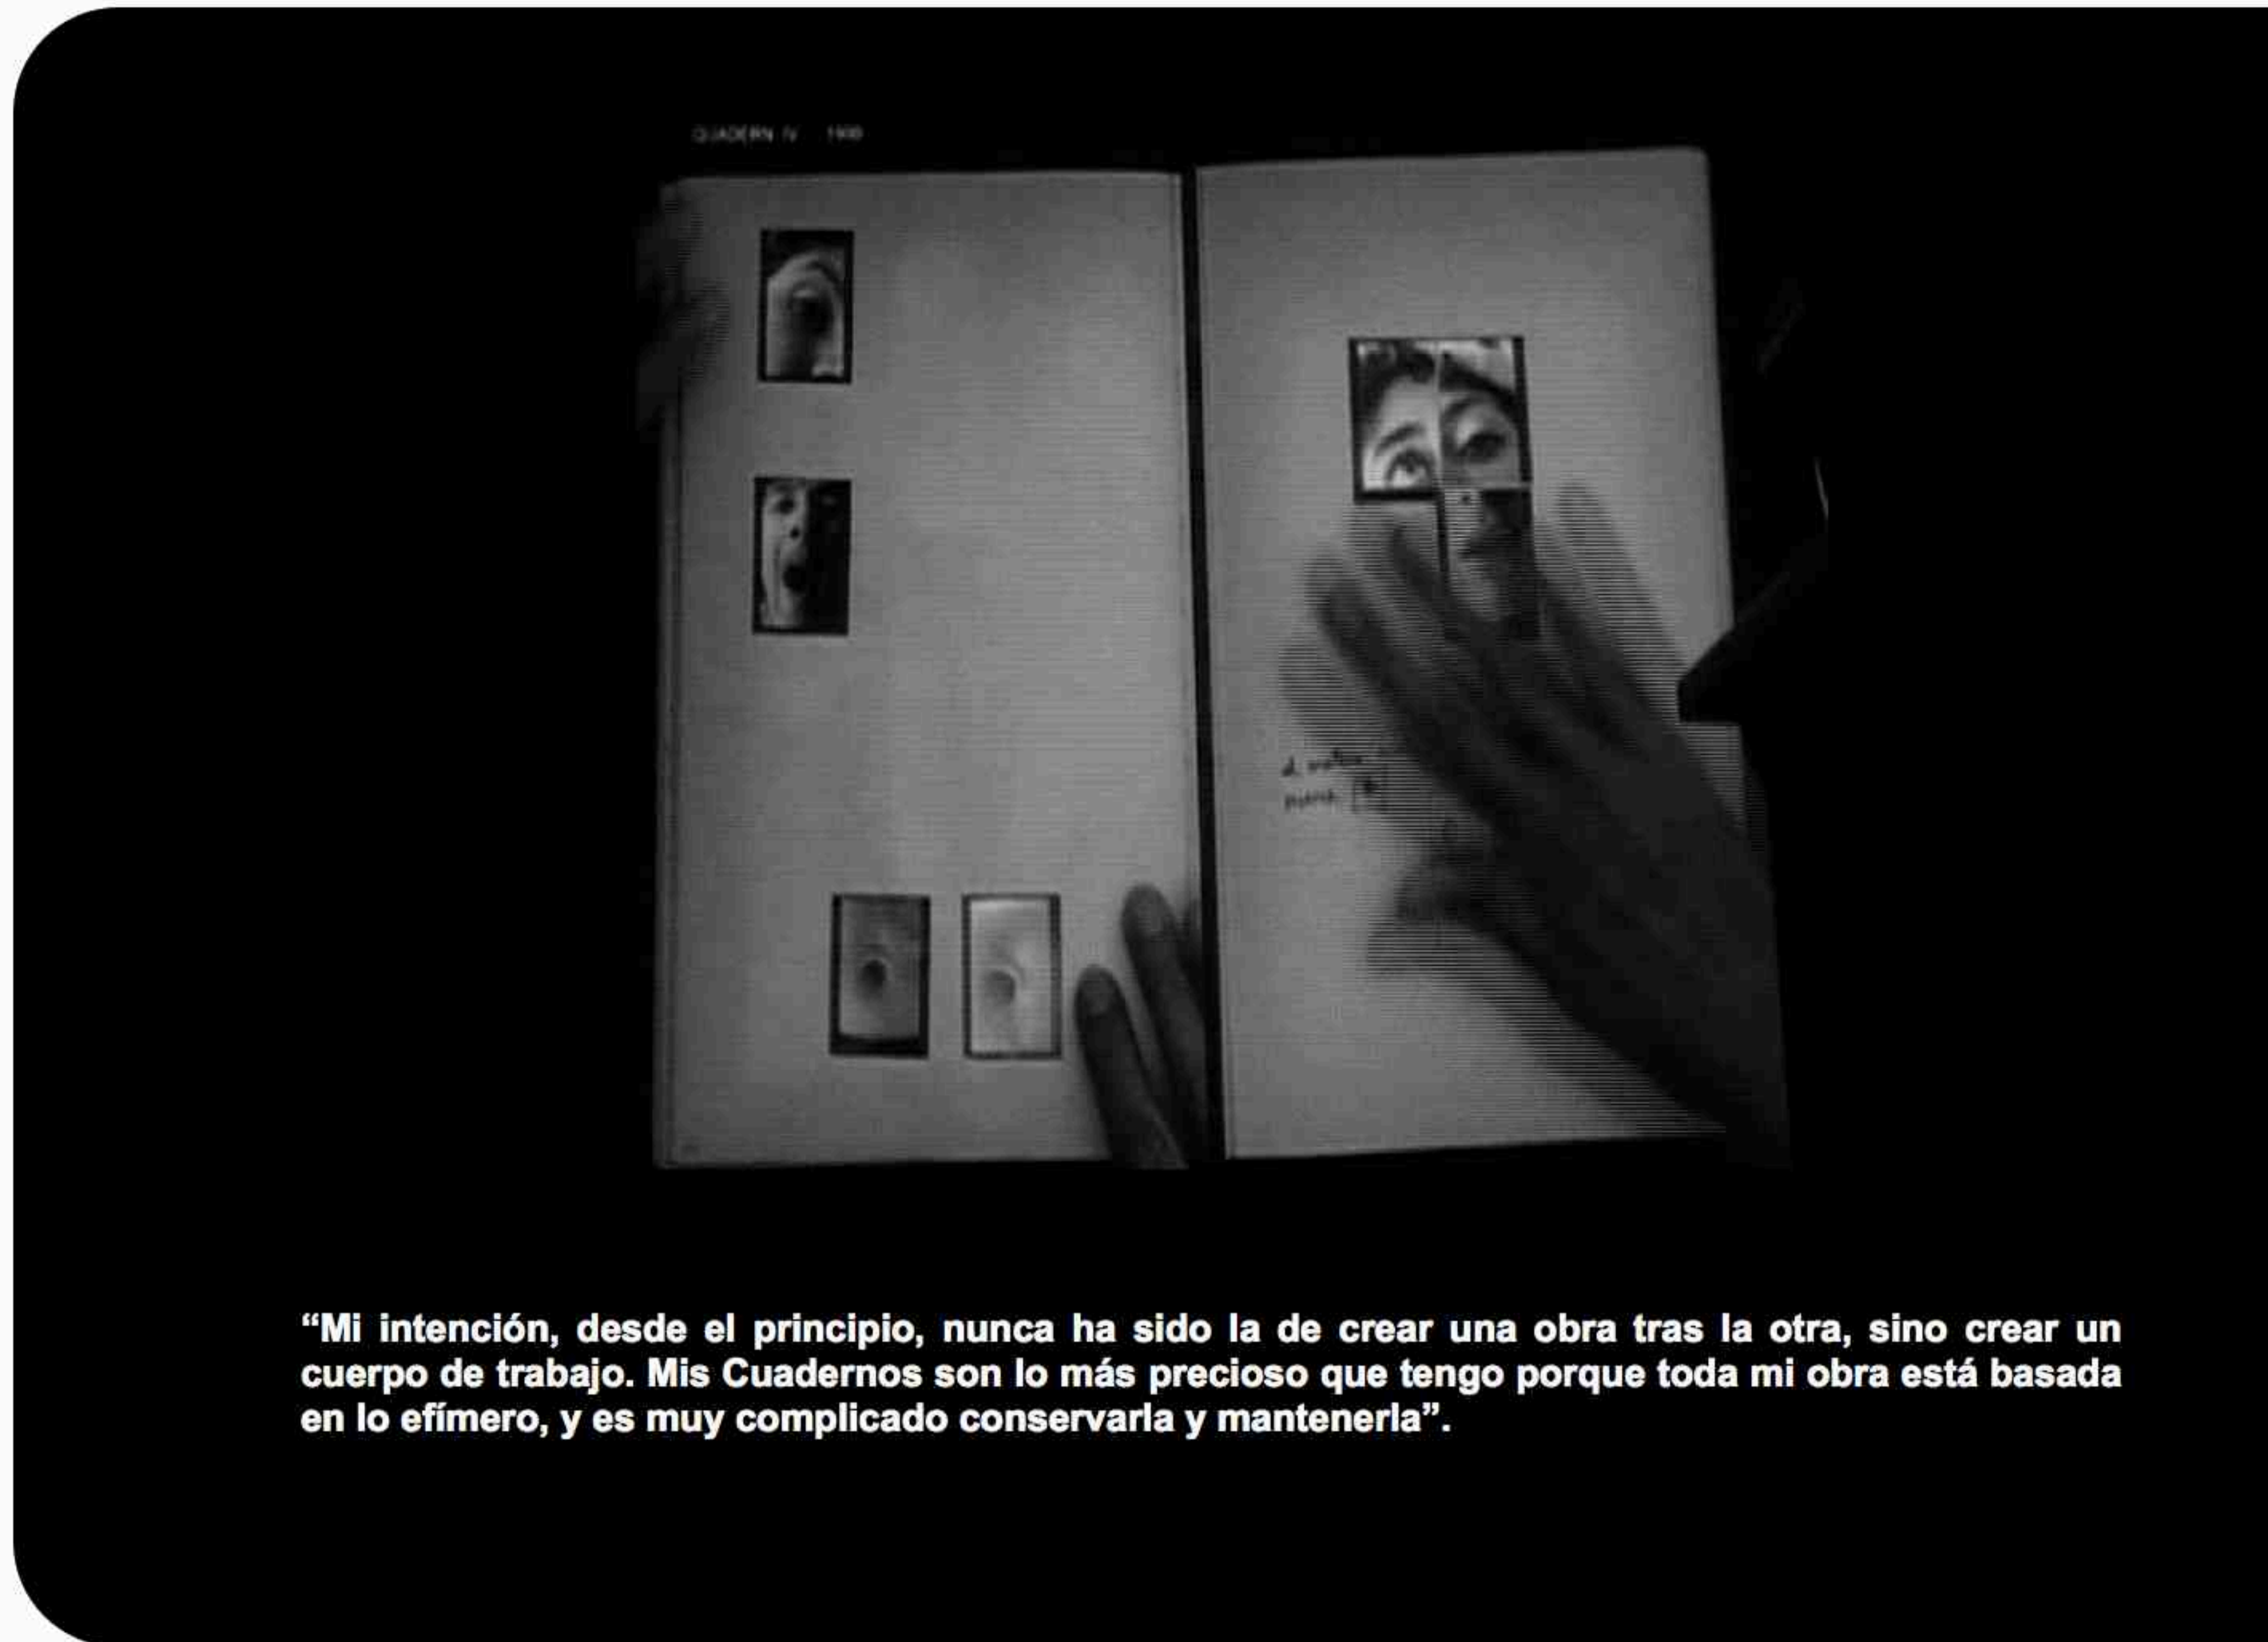 QUADERN IV
“Mi intención, desde el principio, nunca ha sido la de crear una obra tras la otra, sino crear un
cuerpo de trabajo. Mis Cuadernos son lo más precioso que tengo porque toda mi obra está basada
en lo efímero, y es muy complicado conservarla y mantenerla”.